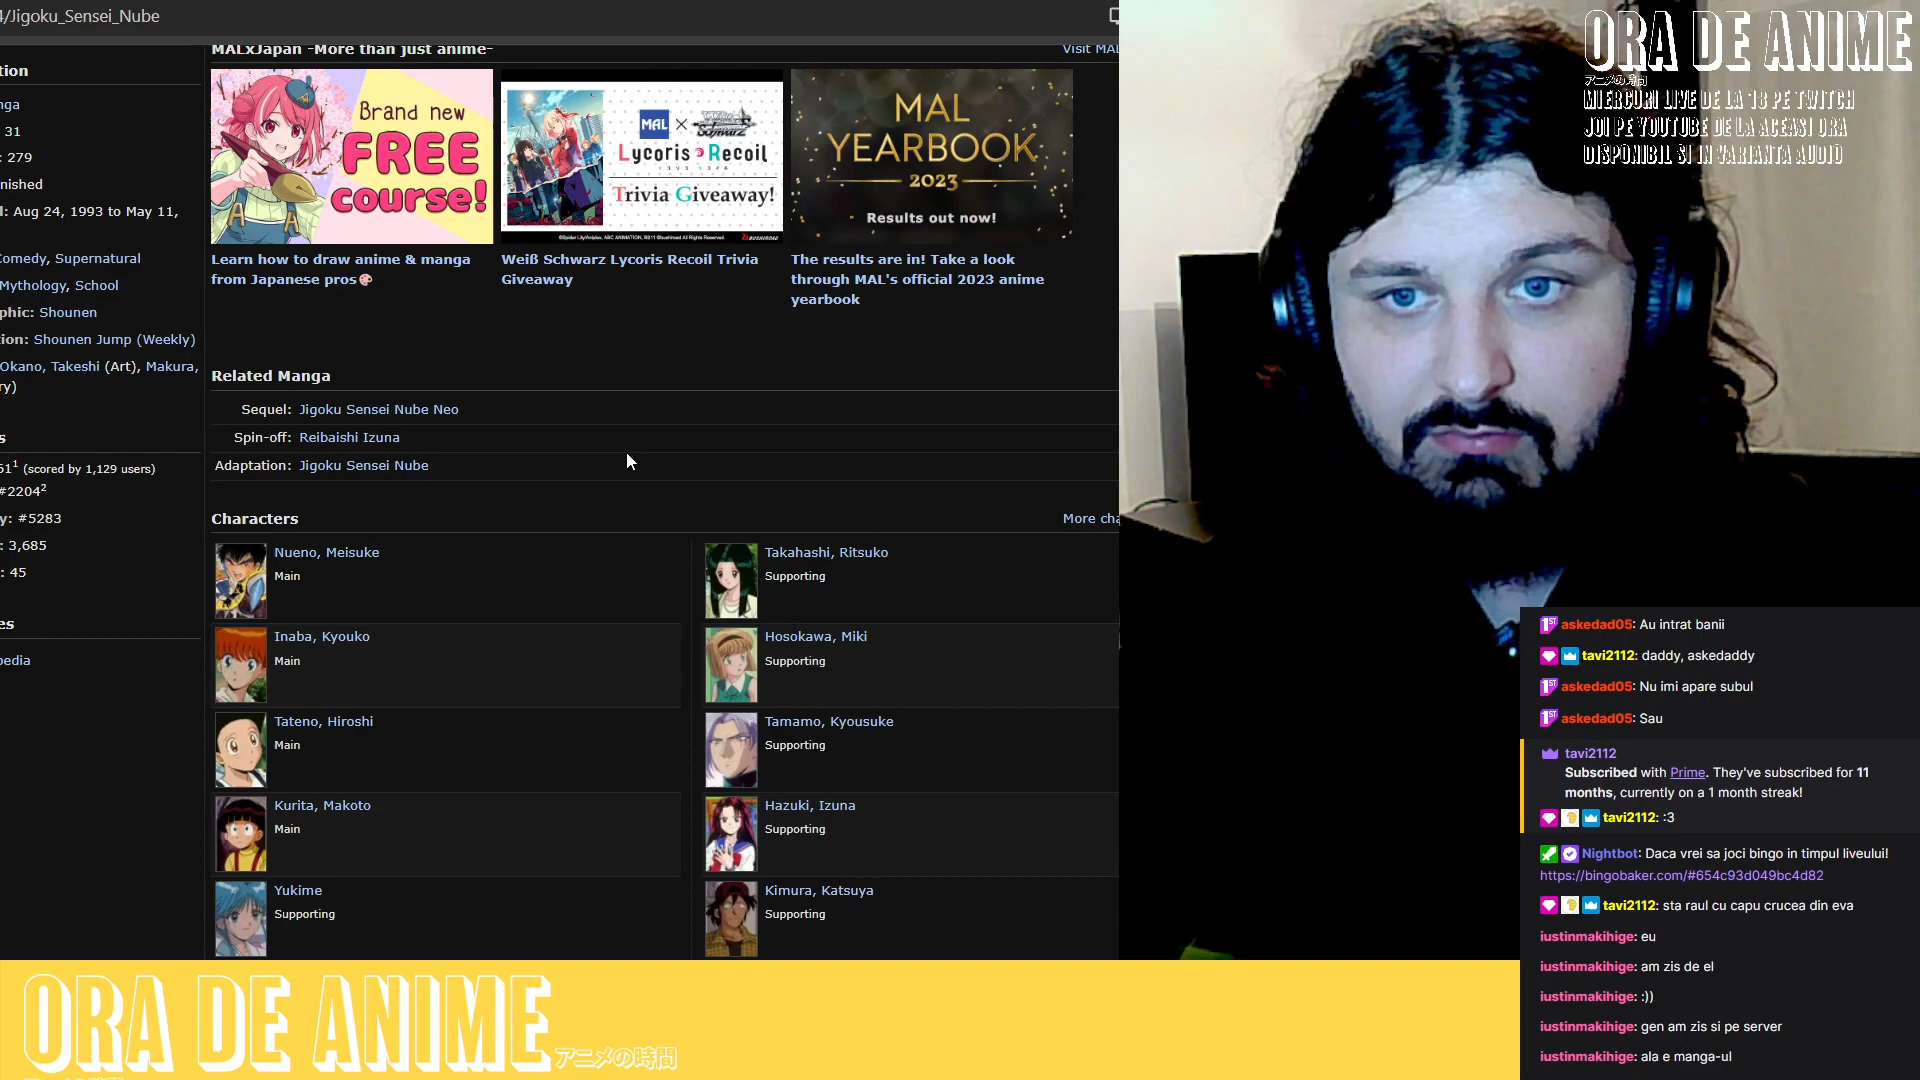 /Jigoku_Sensei_Nube
MALxJapan -More than just anime-
Visit MAL
Brand new
FREE
course!
MAL
Lycoris Recoil
Trivia Giveaway!
MAL
YEARBOOK
2023
Results out now!
Learn how to draw anime & manga
from Japanese pros🎨
Weiß Schwarz Lycoris Recoil Trivia
Giveaway
The results are in! Take a look
through MAL's official 2023 anime
yearbook
31
279
Aug 24, 1993 to May 11,
Comedy, Supernatural
Mythology, School
Shounen
Shounen Jump (Weekly)
Okano, Takeshi (Art), Makura,
(scored by 1,129 users)
#2204²
#5283
3,685
45
Related Manga
Sequel: Jigoku Sensei Nube Neo
Spin-off: Reibaishi Izuna
Adaptation: Jigoku Sensei Nube
Characters
More cha
Nueno, Meisuke
Main
Takahashi, Ritsuko
Supporting
Inaba, Kyouko
Main
Hosokawa, Miki
Supporting
Tateno, Hiroshi
Main
Tamamo, Kyousuke
Supporting
Kurita, Makoto
Main
Hazuki, Izuna
Supporting
Yukime
Supporting
Kimura, Katsuya
Supporting
ORA DE ANIME
アニメの時間
MIERCURI LIVE DE LA 18 PE TWITCH
JOI PE YOUTUBE DE LA ACEASI ORA
DISPONIBIL SI IN VARIANTA AUDIO
askedad05: Au intrat banii
tavi2112: daddy, askedaddy
askedad05: Nu imi apare subul
askedad05: Sau
tavi2112
Subscribed with Prime. They've subscribed for 11
months, currently on a 1 month streak!
tavi2112: :3
Nightbot: Daca vrei sa joci bingo in timpul liveului!
https://bingobaker.com/#654c93d049bc4d82
tavi2112: sta raul cu capu crucea din eva
iustinmakihige: eu
iustinmakihige: am zis de el
iustinmakihige: :))
iustinmakihige: gen am zis si pe server
iustinmakihige: ala e manga-ul
ORA DE ANIME
アニメの時間